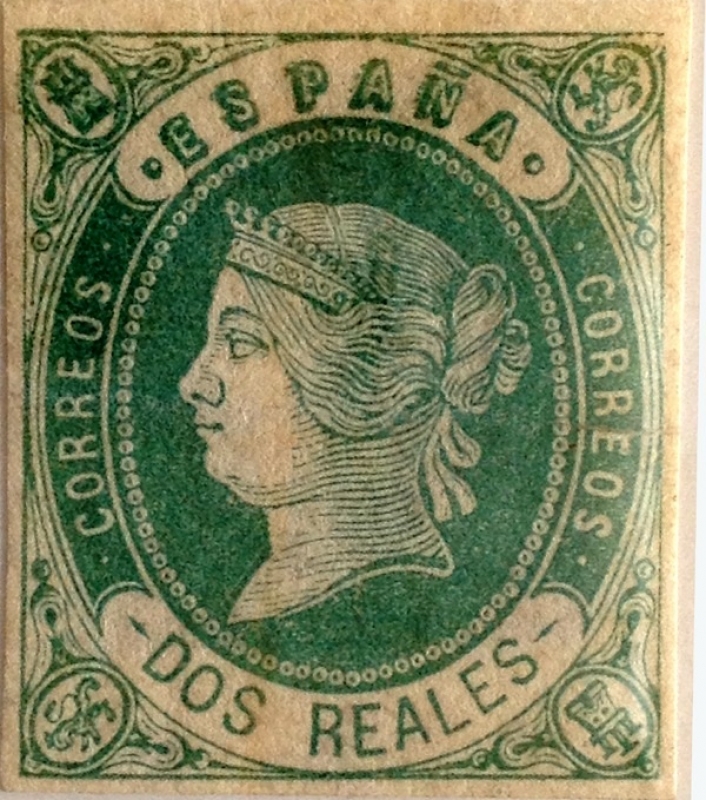 · ESPAÑA ·
CORREOS ·
· CORREOS ·
- DOS REALES -